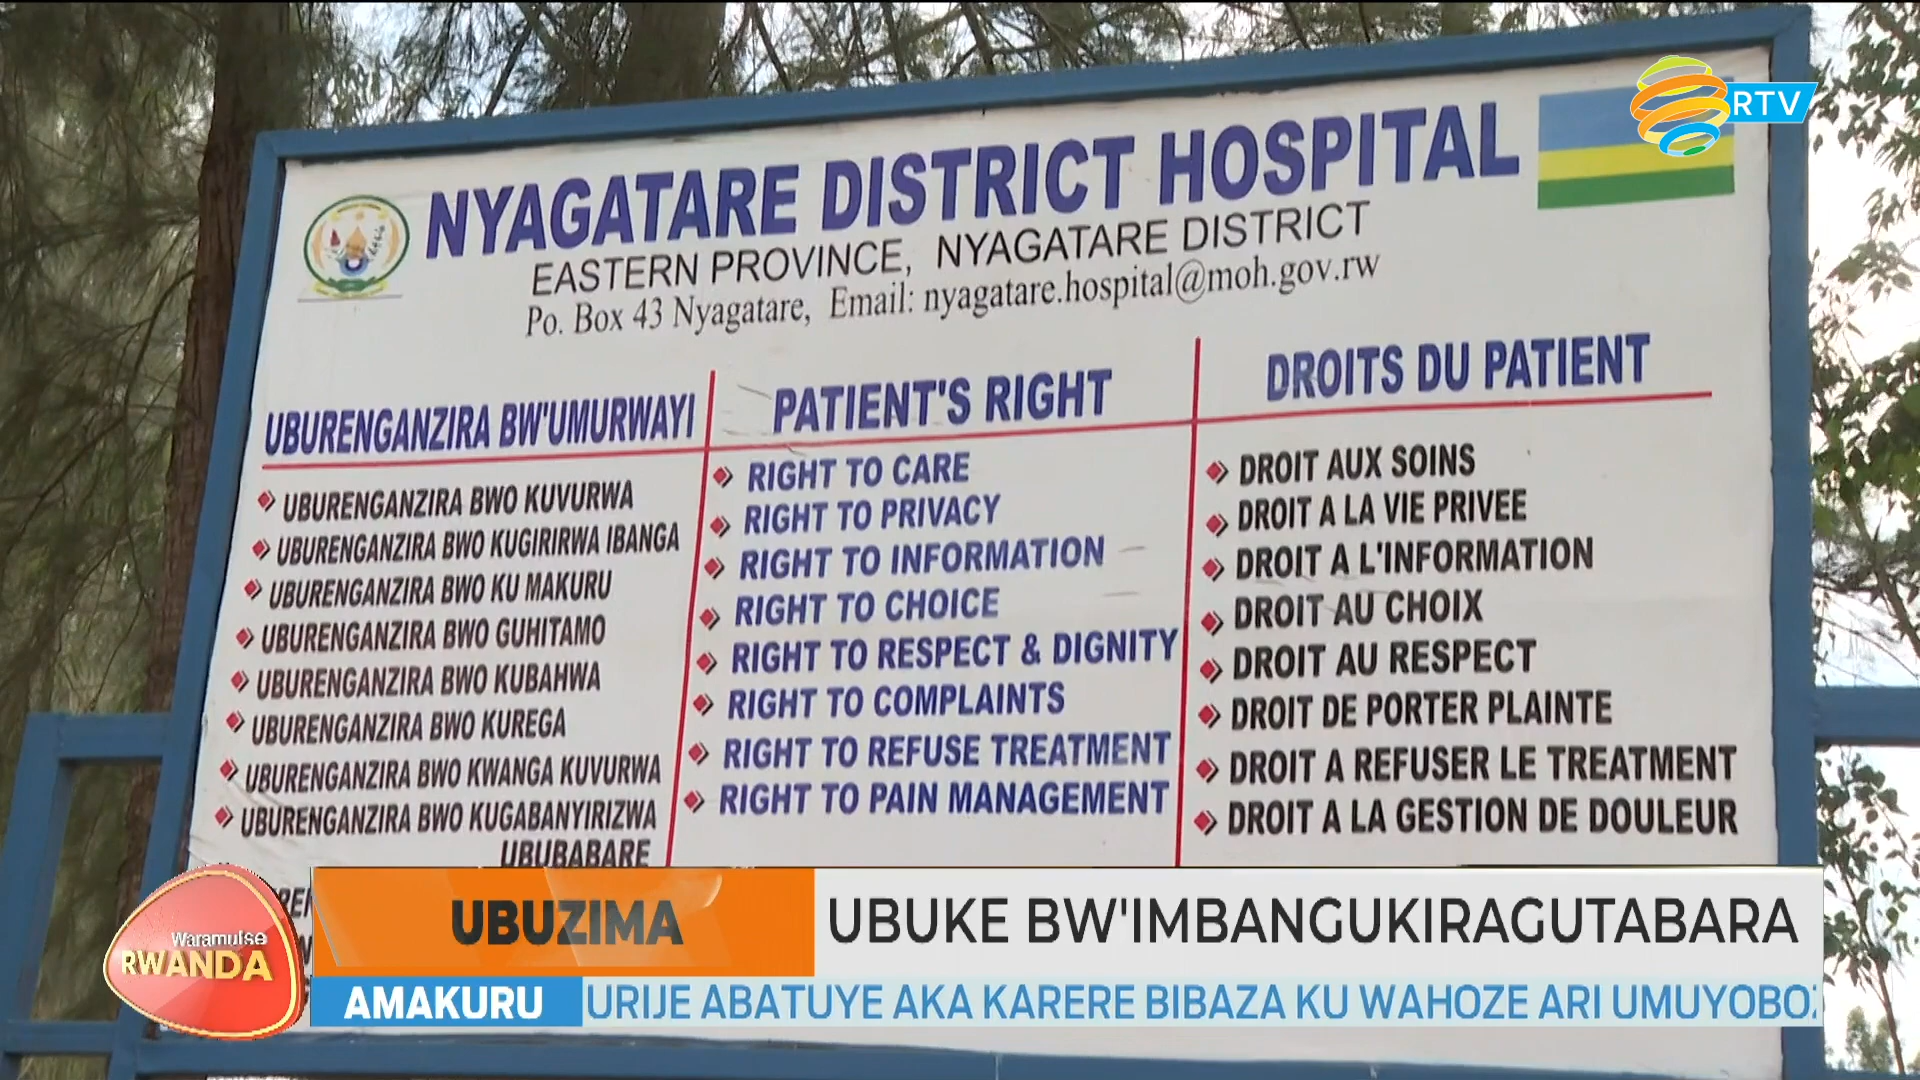 RTV
NYAGATARE DISTRICT HOSPITAL
EASTERN PROVINCE, NYAGATARE DISTRICT
Po. Box 43 Nyagatare, Email: nyagatare.hospital@moh.gov.rw
UBURENGANZIRA BW'UMURWAYI
UBURENGANZIRA BWO KUVURWA
UBURENGANZIRA BWO KUGIRIRWA IBANGA
UBURENGANZIRA BWO KU MAKURU
UBURENGANZIRA BWO GUHITAMO
UBURENGANZIRA BWO KUBAHWA
UBURENGANZIRA BWO KUREGA
UBURENGANZIRA BWO KWANGA KUVURWA
UBURENGANZIRA BWO KUGABANYIRIZWA
UBUBABARE
PATIENT'S RIGHT
RIGHT TO CARE
RIGHT TO PRIVACY
RIGHT TO INFORMATION
RIGHT TO CHOICE
RIGHT TO RESPECT & DIGNITY
RIGHT TO COMPLAINTS
RIGHT TO REFUSE TREATMENT
RIGHT TO PAIN MANAGEMENT
DROITS DU PATIENT
DROIT AUX SOINS
DROIT A LA VIE PRIVEE
DROIT A L'INFORMATION
DROIT AU CHOIX
DROIT AU RESPECT
DROIT DE PORTER PLAINTE
DROIT A REFUSER LE TREATMENT
DROIT A LA GESTION DE DOULEUR
Waramutse
RWANDA
UBUZIMA
UBUKE BW'IMBANGUKIRAGUTABARA
AMAKURU
URIJE ABATUYE AKA KARERE BIBAZA KU WAHOZE ARI UMUYOBOZ